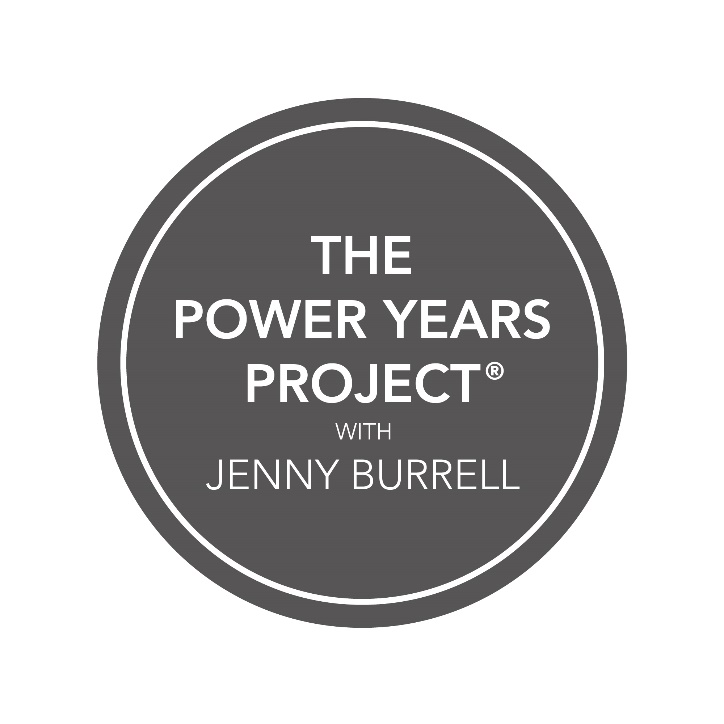 THE
POWER YEARS
PROJECT®
WITH
JENNY BURRELL